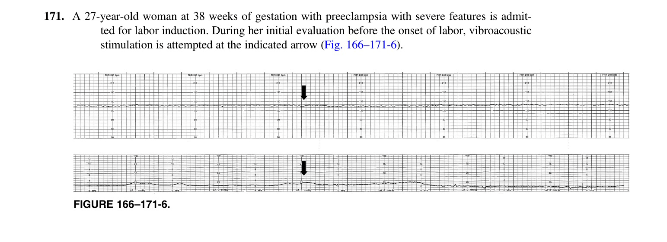 171. A 27-year-old woman at 38 weeks of gestation with preeclampsia with severe features is admit-
ted for labor induction. During her initial evaluation before the onset of labor, vibroacoustic
stimulation is attempted at the indicated arrow (Fig. 166–171-6).
FIGURE 166–171-6.